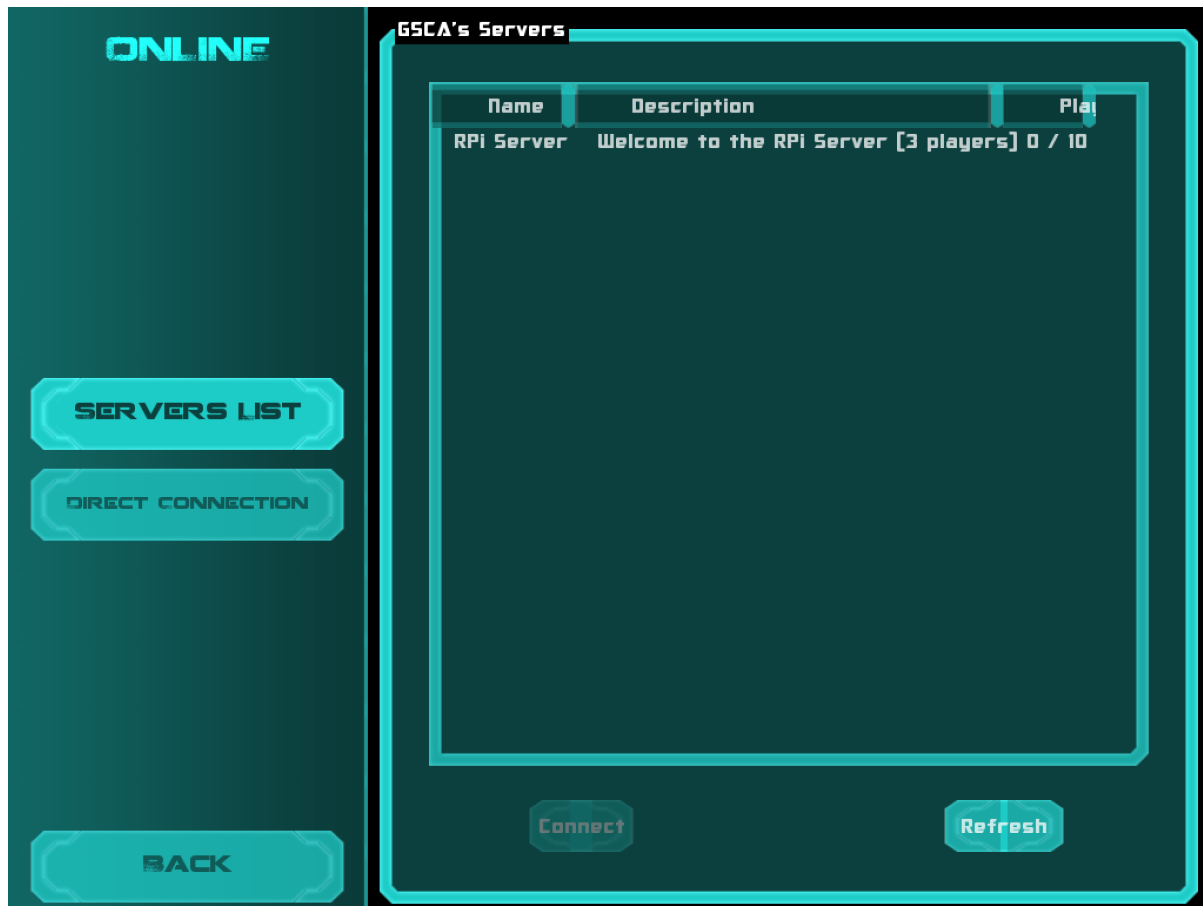 ONLINE
SERVERS LIST
DIRECT CONNECTION
BACK
GSCA's Servers
Name Description Play
RPi Server Welcome to the RPi Server [3 players] 0 / 10
Connect Refresh